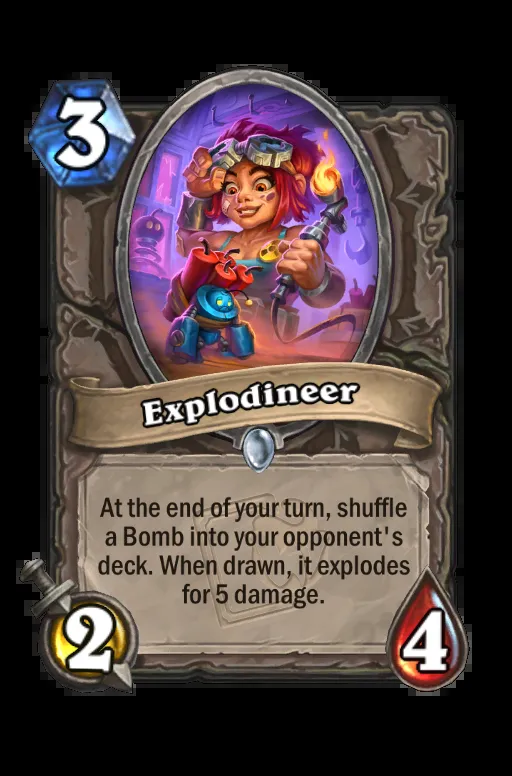 3
Explodineer
At the end of your turn, shuffle
a Bomb into your opponent's
deck. When drawn, it explodes
for 5 damage.
2
4